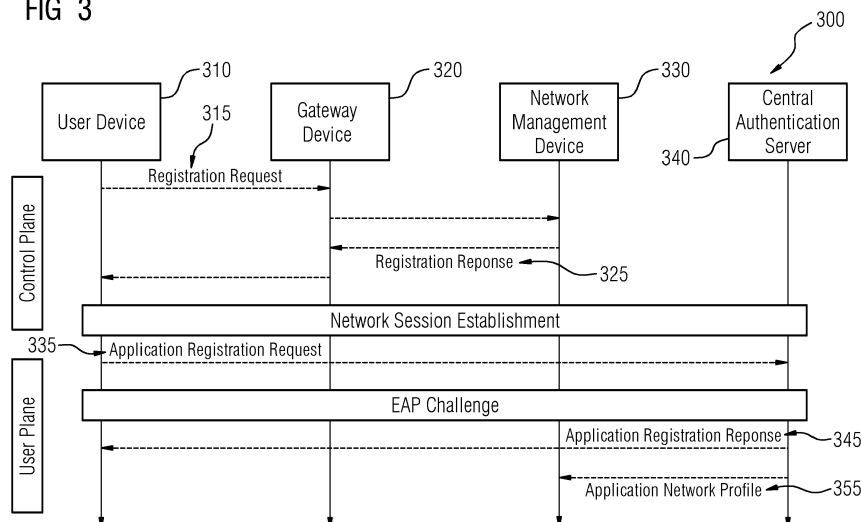 FIG 3
300
310
320
330
User Device
Gateway
Device
Network
Management
Device
Central
Authentication
Server
340
315
Registration Request
Control Plane
Registration Reponse
325
Network Session Establishment
335
Application Registration Request
User Plane
EAP Challenge
Application Registration Reponse
345
Application Network Profile
355